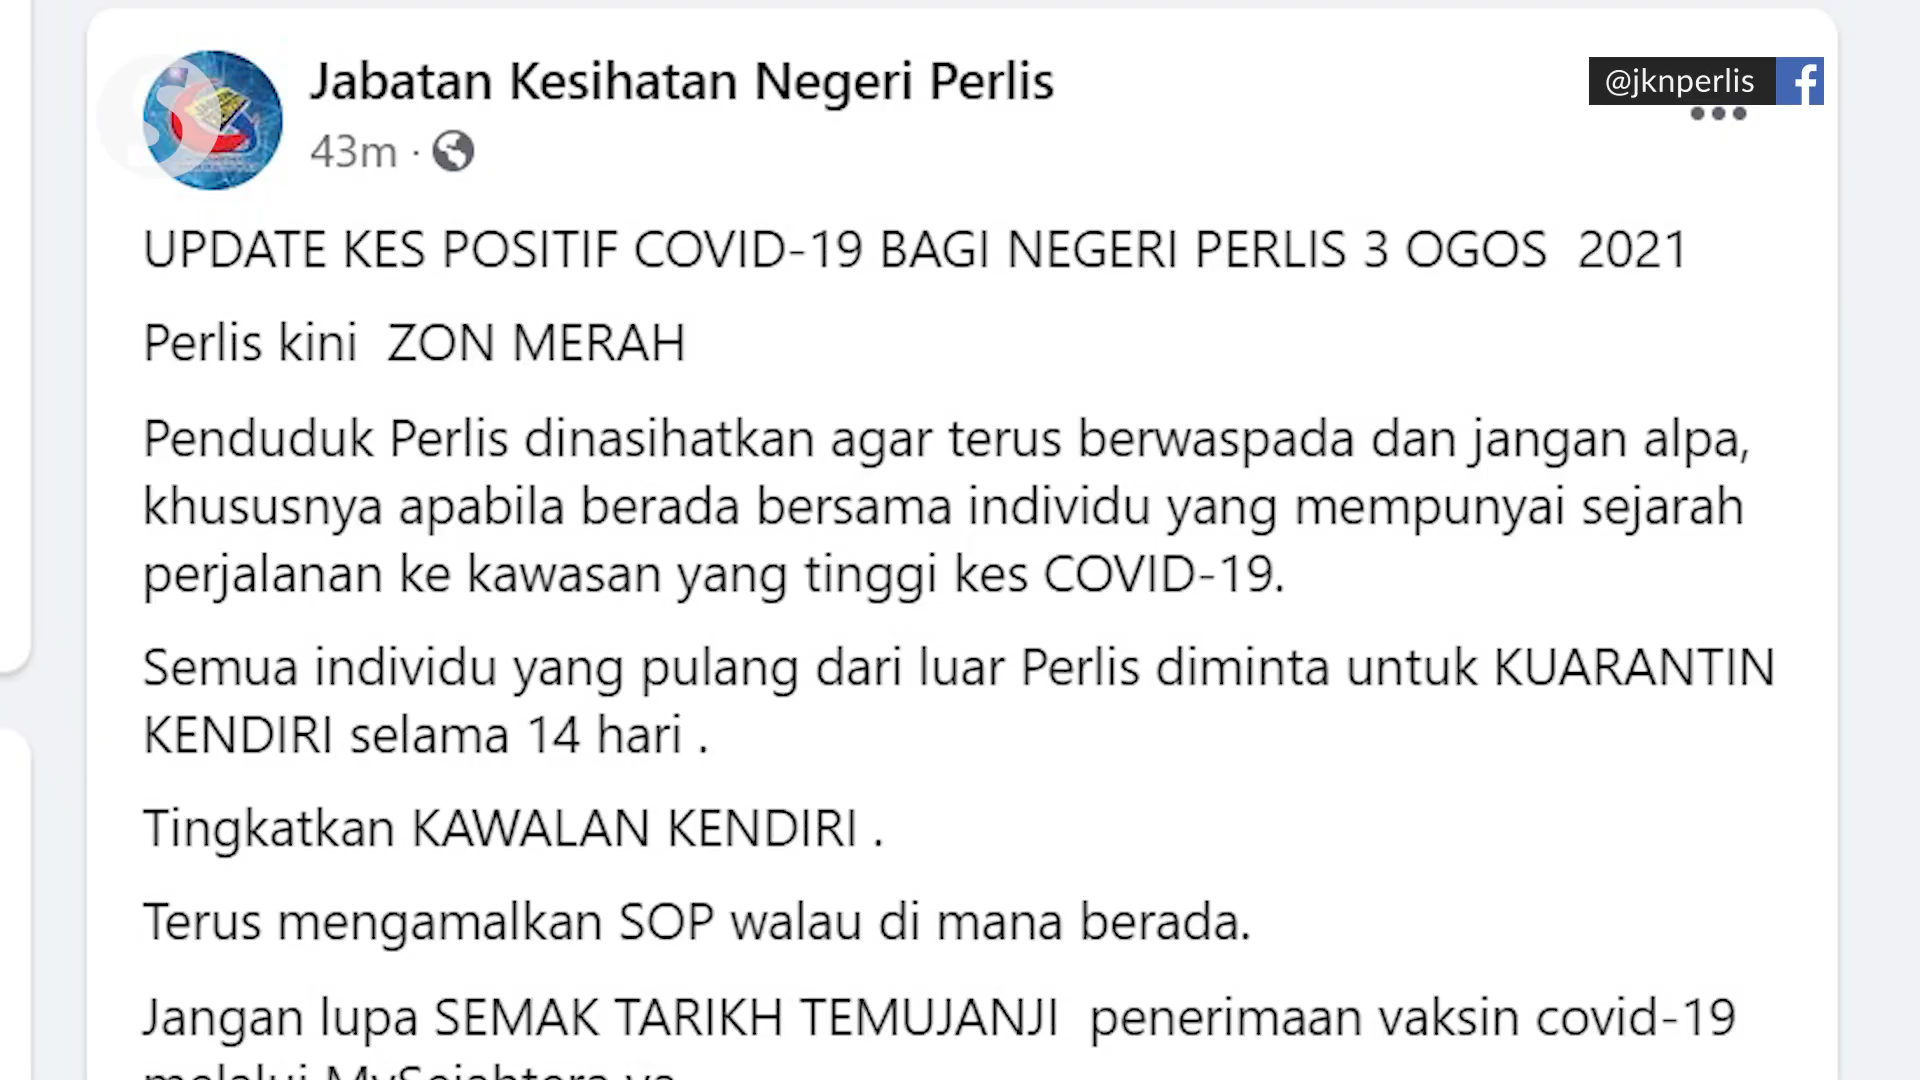 Jabatan Kesihatan Negeri Perlis
@jknperlis
43m ·
UPDATE KES POSITIF COVID-19 BAGI NEGERI PERLIS 3 OGOS  2021
Perlis kini  ZON MERAH
Penduduk Perlis dinasihatkan agar terus berwaspada dan jangan alpa,
khususnya apabila berada bersama individu yang mempunyai sejarah
perjalanan ke kawasan yang tinggi kes COVID-19.
Semua individu yang pulang dari luar Perlis diminta untuk KUARANTIN
KENDIRI selama 14 hari .
Tingkatkan KAWALAN KENDIRI .
Terus mengamalkan SOP walau di mana berada.
Jangan lupa SEMAK TARIKH TEMUJANJI  penerimaan vaksin covid-19
melalui MySejahtera ya